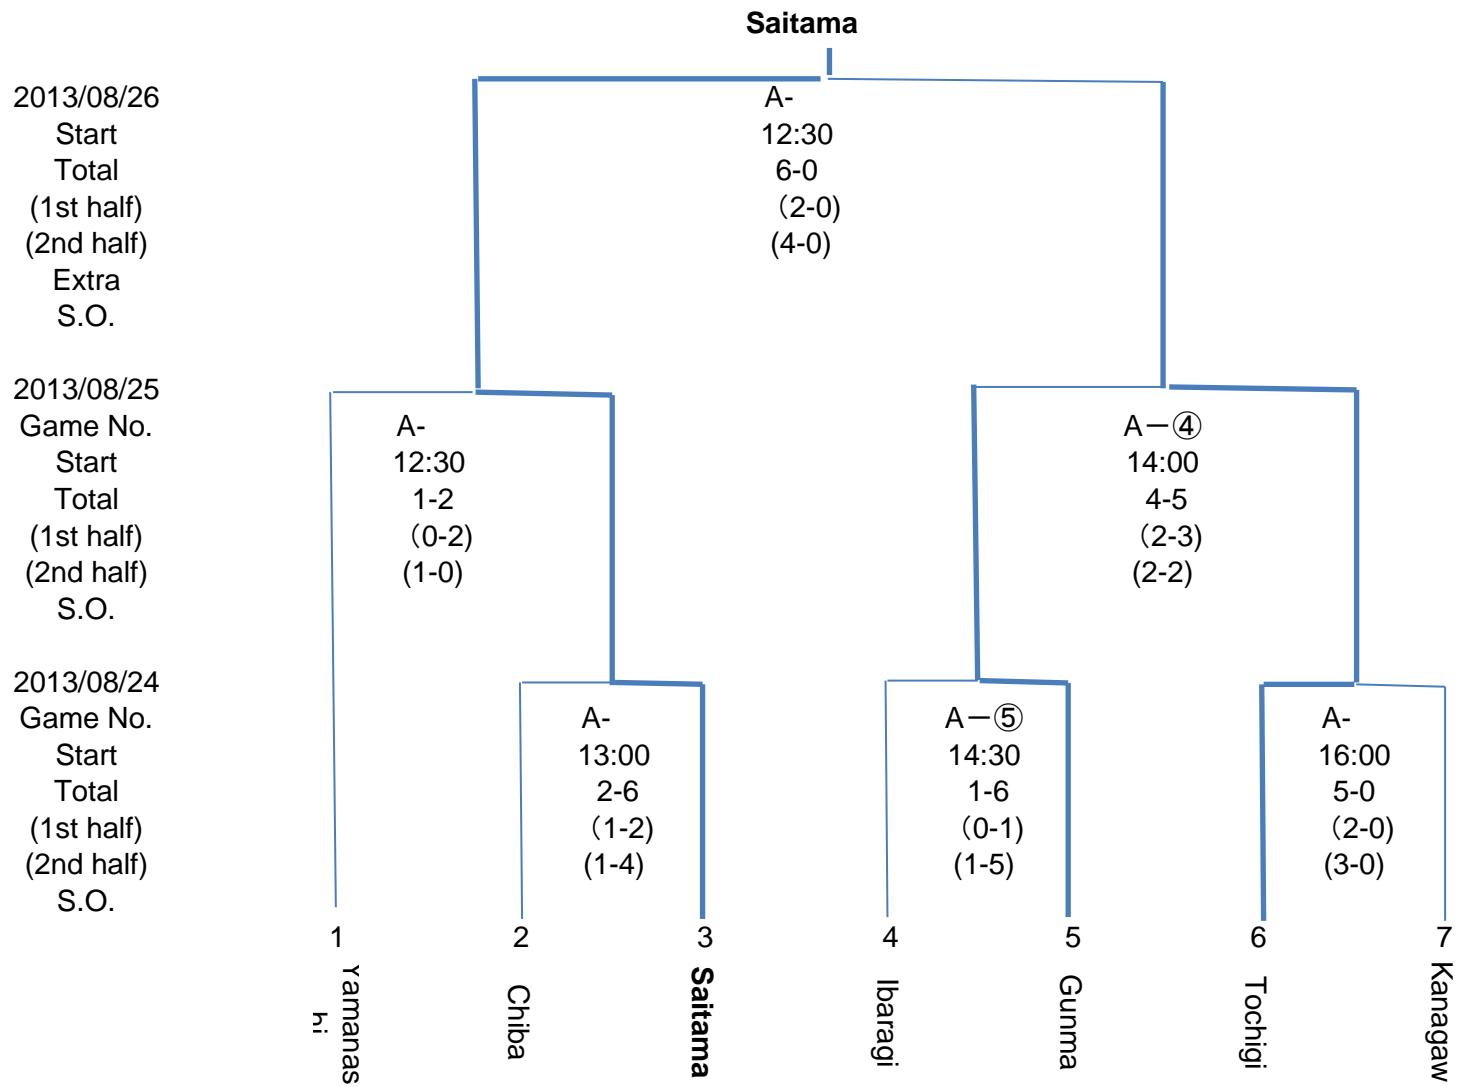 Saitama
2013/08/26 A-
Start 12:30
Total 6-0
(1st half) （2-0)
(2nd half) (4-0)
Extra
S.O.
2013/08/25
Game No. A- A－④
Start 12:30 14:00
Total 1-2 4-5
(1st half) （0-2) （2-3)
(2nd half) (1-0) (2-2)
S.O.
2013/08/24
Game No. A- A－⑤ A-
Start 13:00 14:30 16:00
Total 2-6 1-6 5-0
(1st half) （1-2) （0-1) （2-0)
(2nd half) (1-4) (1-5) (3-0)
S.O.
1 2 3 4 5 6 7
Yamanas
hi
Chiba
Saitama
Ibaragi
Gunma
Tochigi
Kanagaw